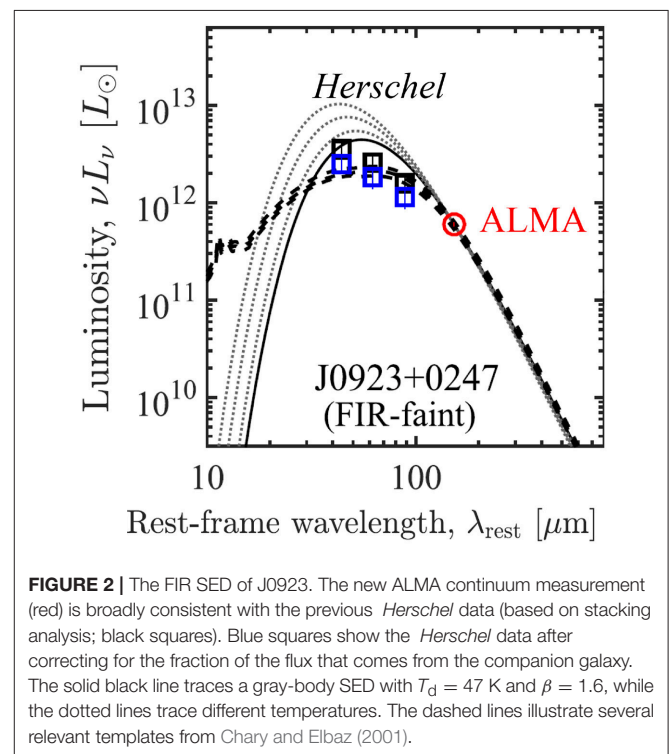 Herschel
10^13
10^12
10^11
10^10
Luminosity, νL_ν [L_⊙]
ALMA
J0923+0247
(FIR-faint)
10
100
Rest-frame wavelength, λ_rest [μm]
FIGURE 2 | The FIR SED of J0923. The new ALMA continuum measurement
(red) is broadly consistent with the previous Herschel data (based on stacking
analysis; black squares). Blue squares show the Herschel data after
correcting for the fraction of the flux that comes from the companion galaxy.
The solid black line traces a gray-body SED with T_d = 47 K and β = 1.6, while
the dotted lines trace different temperatures. The dashed lines illustrate several
relevant templates from Chary and Elbaz (2001).